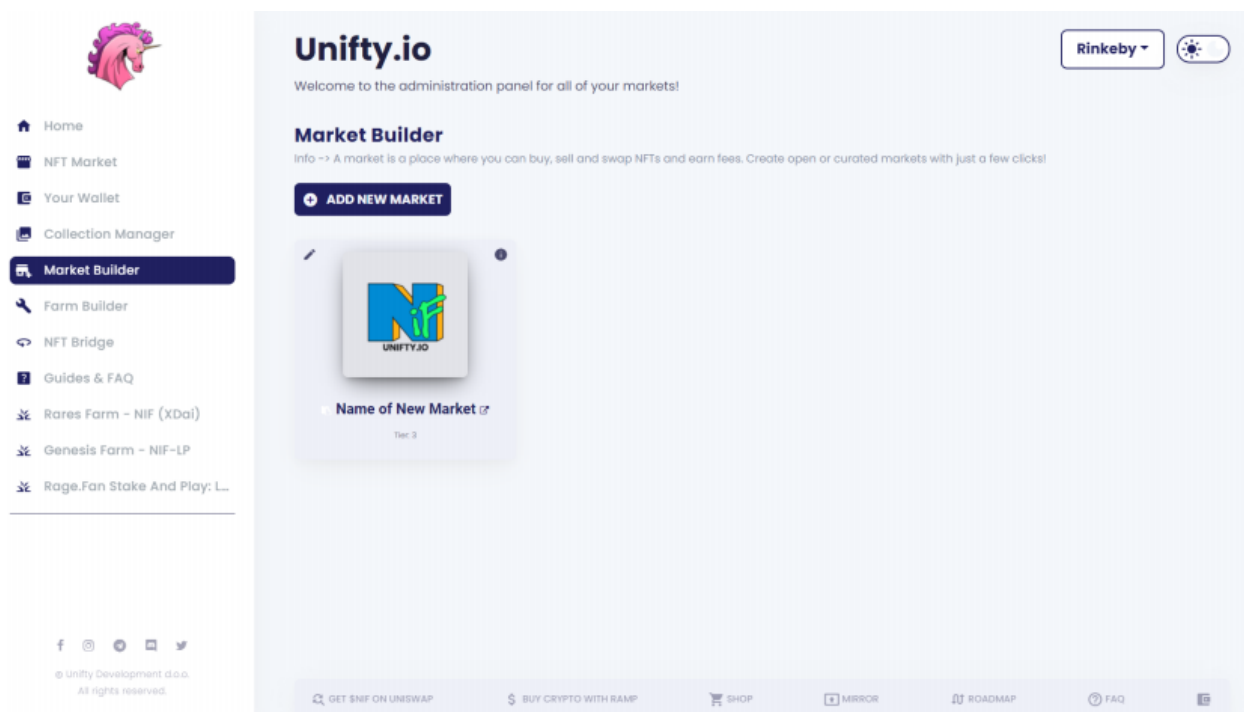 Unifty.io
Welcome to the administration panel for all of your markets!
Rinkeby
Home
NFT Market
Your Wallet
Collection Manager
Market Builder
Farm Builder
NFT Bridge
Guides & FAQ
Rares Farm - NIF (XDai)
Genesis Farm - NIF-LP
Rage.Fan Stake And Play: L...
© Unifty Development d.o.o.
All rights reserved.
Market Builder
Info -> A market is a place where you can buy, sell and swap NFTs and earn fees. Create open or curated markets with just a few clicks!
ADD NEW MARKET
NiF
UNIFTY.IO
Name of New Market
Tier: 3
GET $NIF ON UNISWAP
BUY CRYPTO WITH RAMP
SHOP
MIRROR
ROADMAP
FAQ